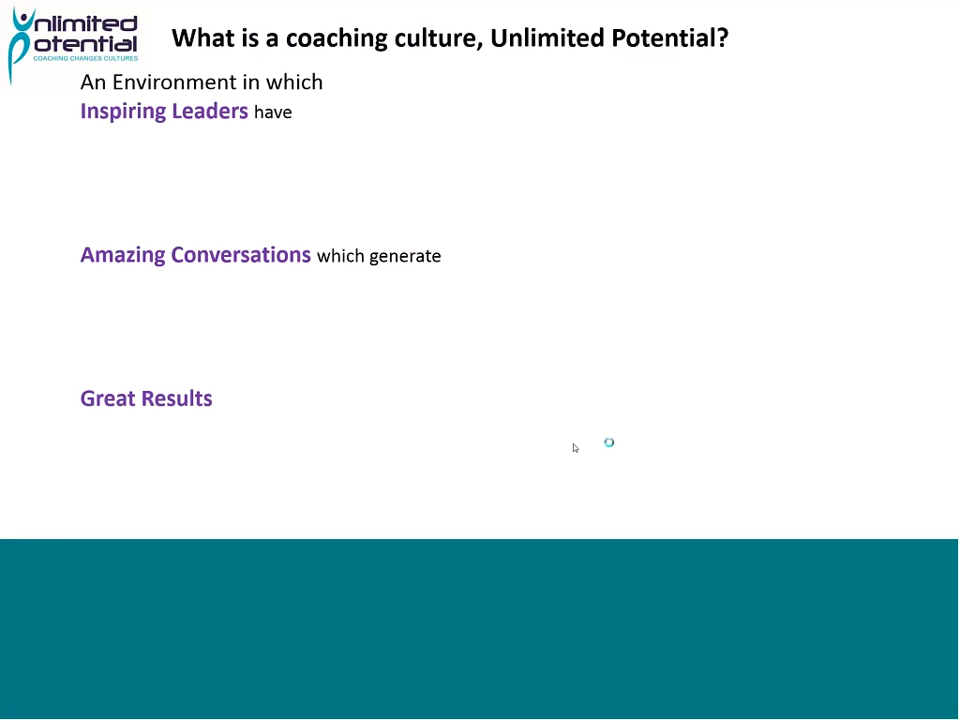 Unlimited
Potential
COACHING CHANGES CULTURES
What is a coaching culture, Unlimited Potential?
An Environment in which
Inspiring Leaders have
Amazing Conversations which generate
Great Results